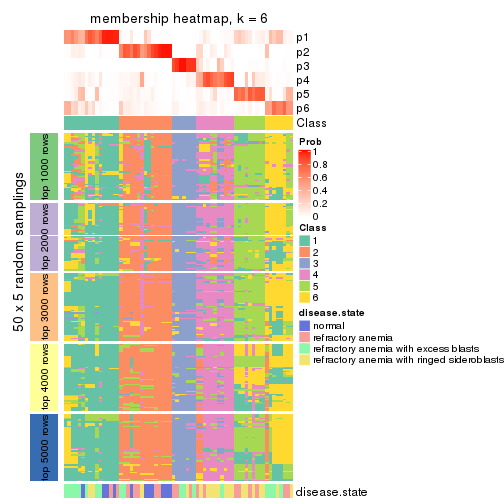 membership heatmap, k = 6
p1
p2
p3
p4
p5
p6
Class
50 x 5 random samplings
top 1000 rows
top 2000 rows
top 3000 rows
top 4000 rows
top 5000 rows
Prob
1
0.8
0.6
0.4
0.2
0
Class
1
2
3
4
5
6
disease.state
normal
refractory anemia
refractory anemia with excess blasts
refractory anemia with ringed sideroblasts
disease.state